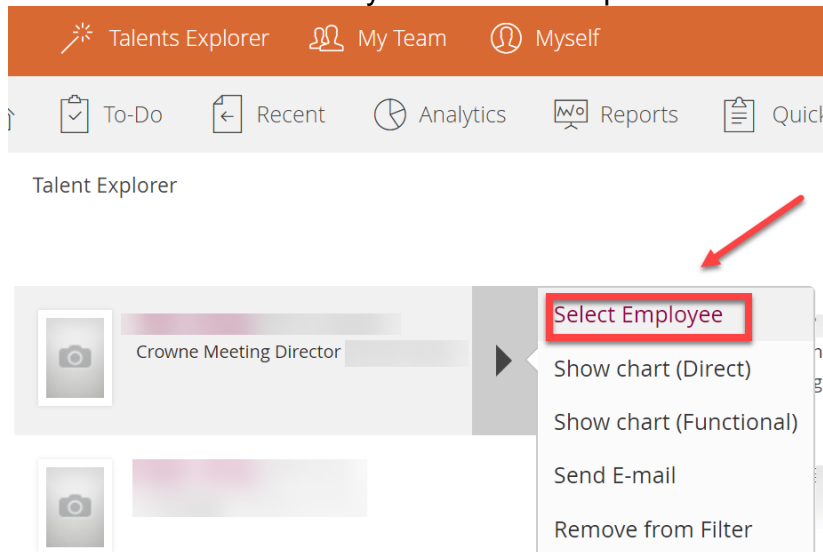 Talents Explorer My Team Myself
To-Do Recent Analytics Reports
Talent Explorer
Select Employee
Crowne Meeting Director
Show chart (Direct)
Show chart (Functional)
Send E-mail
Remove from Filter